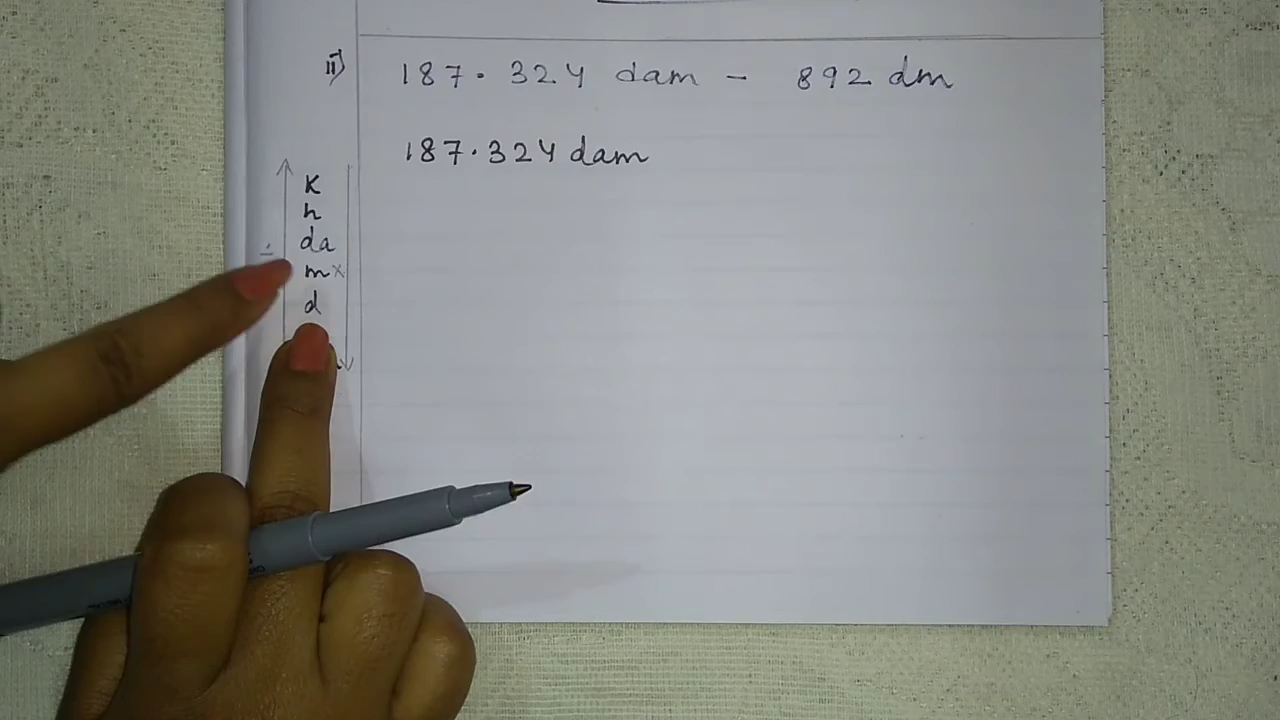 ii) 187.324 dam - 892 dm
187.324 dam
K
h
da
÷ m x
d